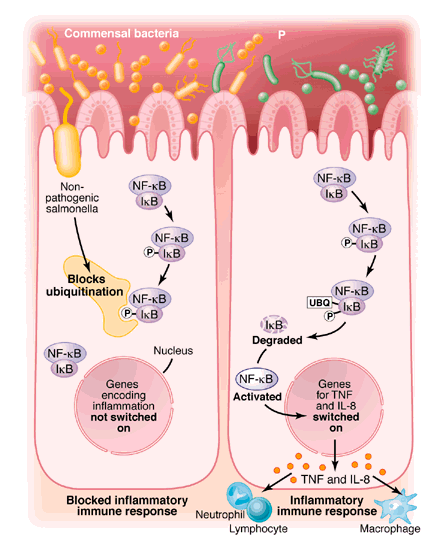 Commensal bacteria
P
Non-
pathogenic
salmonella
NF-κB
IκB
NF-κB
P
IκB
Blocks
ubiquitination
NF-κB
P
IκB
NF-κB
IκB
Nucleus
Genes
encoding
inflammation
not switched
on
Blocked inflammatory
immune response
NF-κB
IκB
NF-κB
P
IκB
NF-κB
UBQ
IκB
P
IκB
Degraded
NF-κB
Activated
Genes
for TNF
and IL-8
switched
on
TNF and IL-8
Neutrophil
Lymphocyte
Inflammatory
immune response
Macrophage